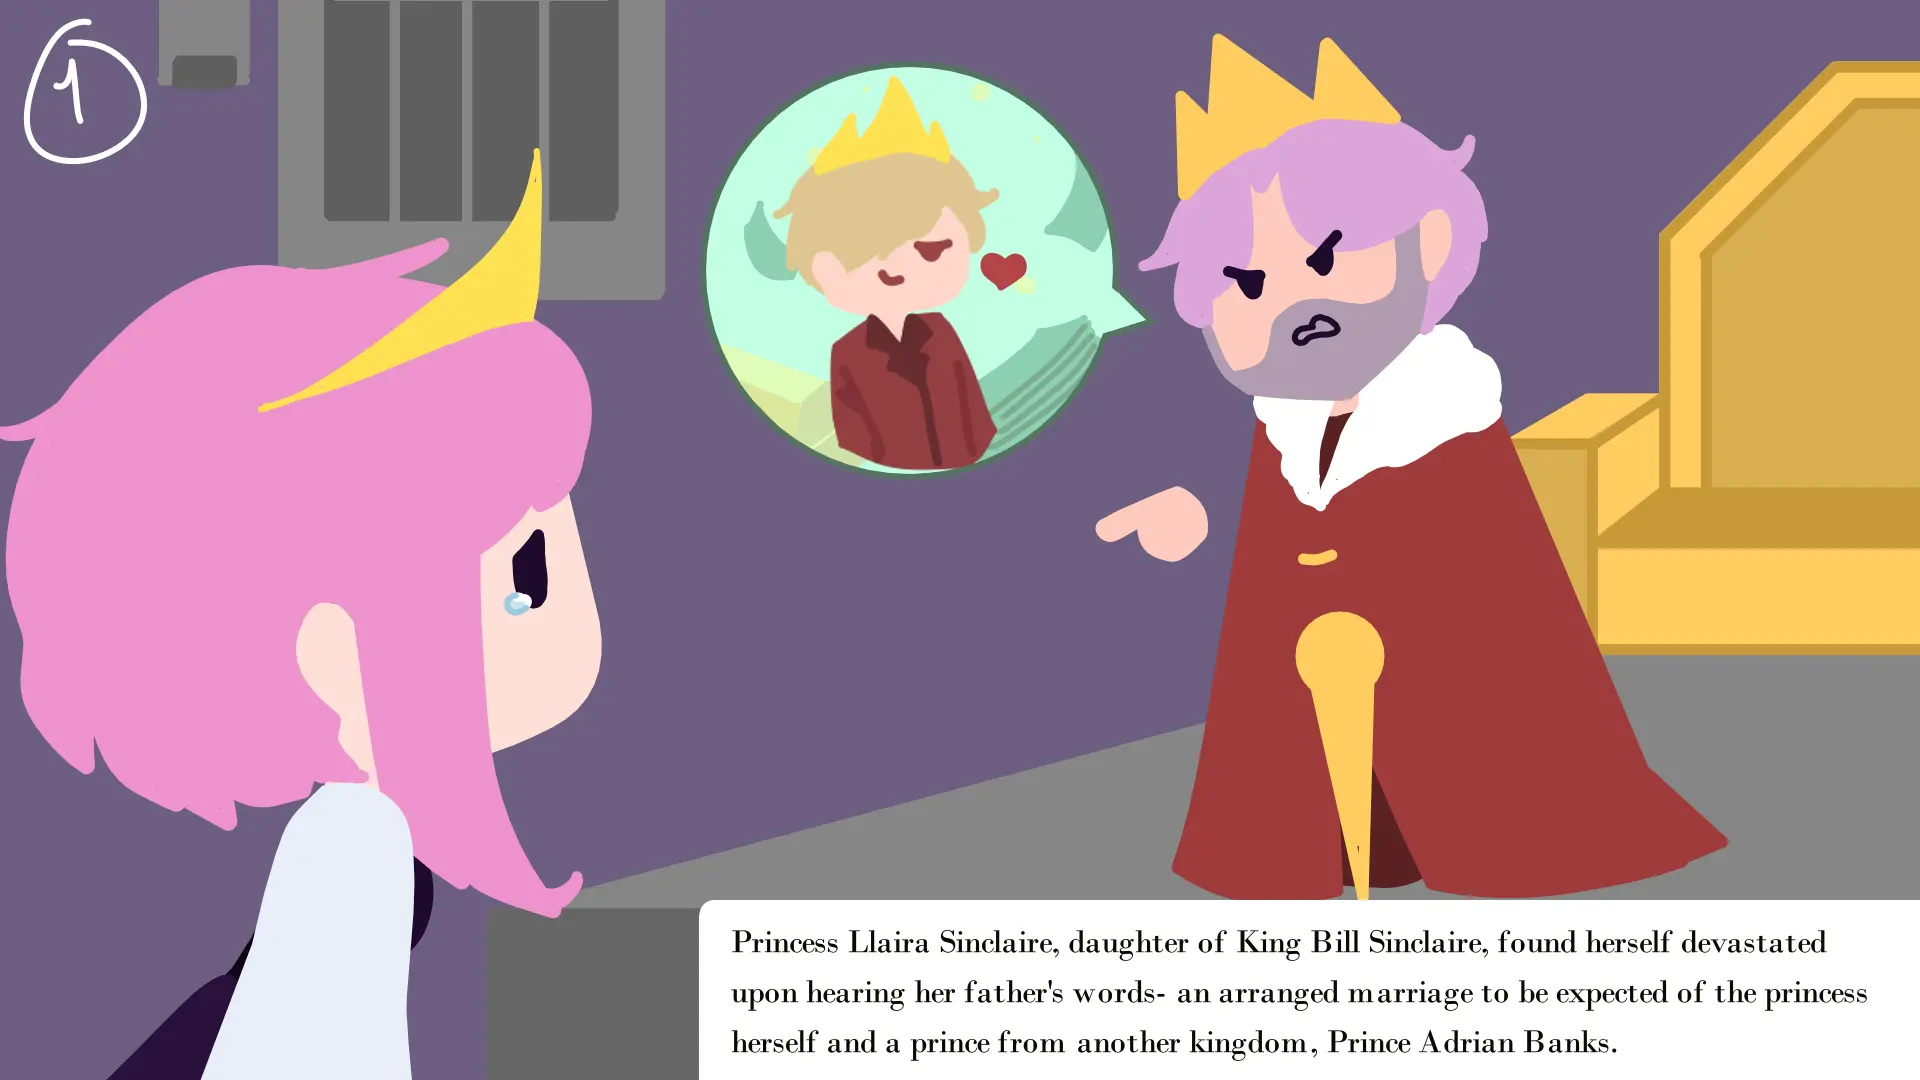 1
Princess Llaira Sinclaire, daughter of King Bill Sinclaire, found herself devastated
upon hearing her father's words- an arranged marriage to be expected of the princess
herself and a prince from another kingdom, Prince Adrian Banks.